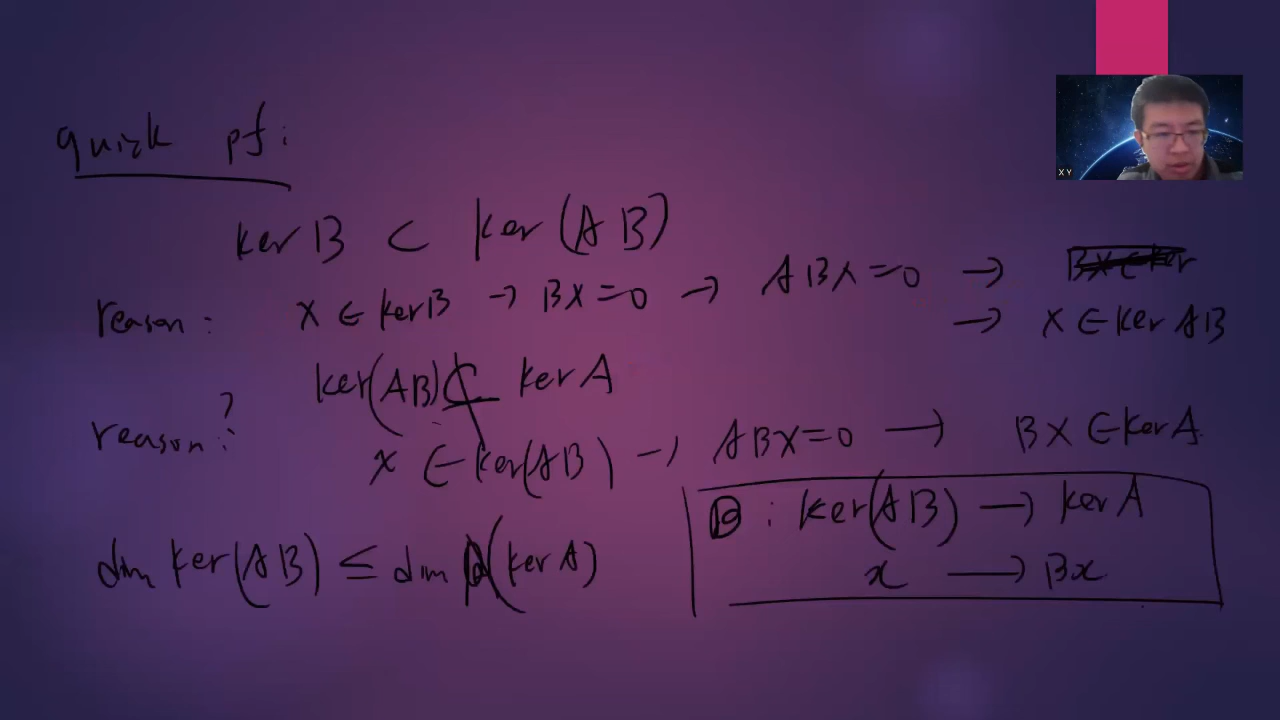 quick pf:
ker B ⊂ ker(AB)
reason: x ∈ ker B → Bx = 0 → ABx = 0 →
→ x ∈ ker AB
ker(AB) ⊄ ker A
reason: ?
x ∈ ker(AB) → ABx = 0 → Bx ∈ ker A
: ker(AB) → ker A
x → Bx
dim ker(AB) ≤ dim (ker A)
X Y